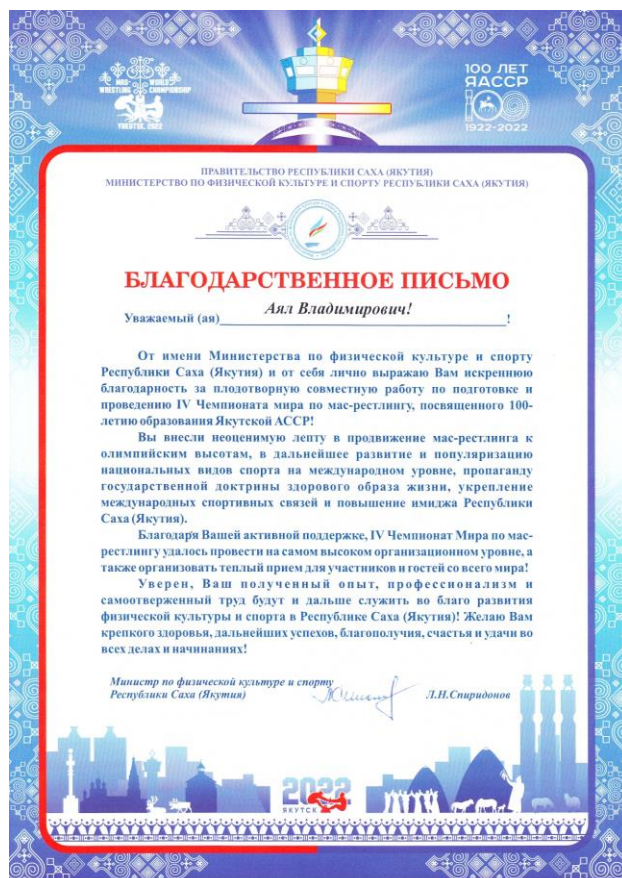 MAS-WRESTLING WORLD CHAMPIONSHIP
YAKUTSK, 2022
100 ЛЕТ
ЯАССР
100
1922-2022
ПРАВИТЕЛЬСТВО РЕСПУБЛИКИ САХА (ЯКУТИЯ)
МИНИСТЕРСТВО ПО ФИЗИЧЕСКОЙ КУЛЬТУРЕ И СПОРТУ РЕСПУБЛИКИ САХА (ЯКУТИЯ)
БЛАГОДАРСТВЕННОЕ ПИСЬМО
Аял Владимирович!
Уважаемый (ая)!
От имени Министерства по физической культуре и спорту
Республики Саха (Якутия) и от себя лично выражаю Вам искреннюю
благодарность за плодотворную совместную работу по подготовке и
проведению IV Чемпионата мира по мас-рестлингу, посвященного 100-
летию образования Якутской АССР!
Вы внесли неоценимую лепту в продвижение мас-рестлинга к
олимпийским высотам, в дальнейшее развитие и популяризацию
национальных видов спорта на международном уровне, пропаганду
государственной доктрины здорового образа жизни, укрепление
международных спортивных связей и повышение имиджа Республики
Саха (Якутия).
Благодаря Вашей активной поддержке, IV Чемпионат Мира по мас-
рестлингу удалось провести на самом высоком организационном уровне, а
также организовать теплый прием для участников и гостей со всего мира!
Уверен, Ваш полученный опыт, профессионализм и
самоотверженный труд будут и дальше служить во благо развития
физической культуры и спорта в Республике Саха (Якутия)! Желаю Вам
крепкого здоровья, дальнейших успехов, благополучия, счастья и удачи во
всех делах и начинаниях!
Министр по физической культуре и спорту
Республики Саха (Якутия) Л.Н.Спиридонов
2022
ЯКУТСК